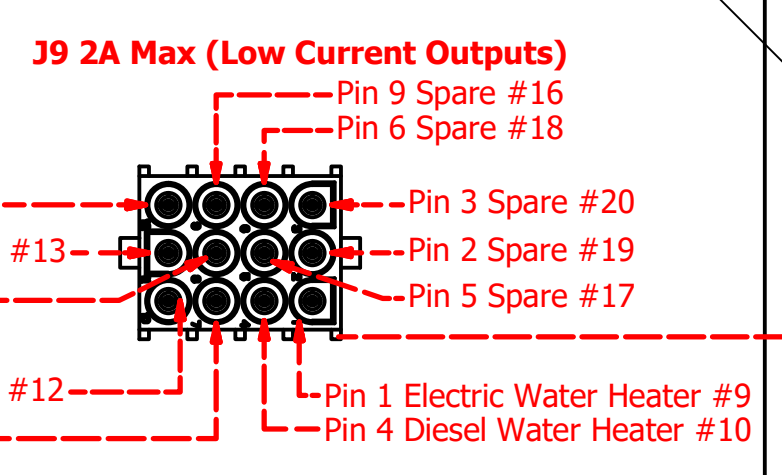 J9 2A Max (Low Current Outputs)
Pin 9 Spare #16
Pin 6 Spare #18
Pin 3 Spare #20
#13
Pin 2 Spare #19
Pin 5 Spare #17
#12
Pin 1 Electric Water Heater #9
Pin 4 Diesel Water Heater #10